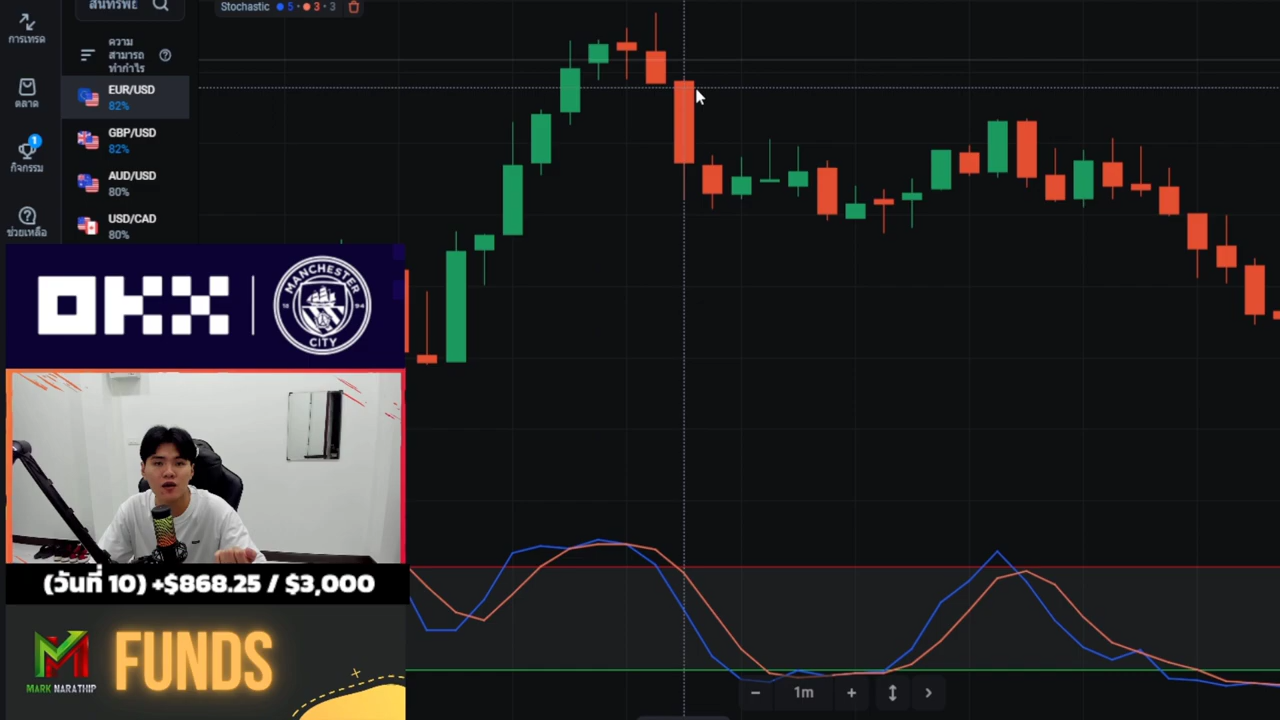 สินทรัพย์
Stochastic 5 · 3 · 3
การเทรด
ความ
สามารถ
ทำกำไร
EUR/USD
82%
ตลาด
GBP/USD
82%
1
กิจกรรม
AUD/USD
80%
USD/CAD
80%
ช่วยเหลือ
OKX
MANCHESTER
18 94
CITY
(วันที่ 10) +$868.25 / $3,000
FUNDS
MARK NARATHIP
1m